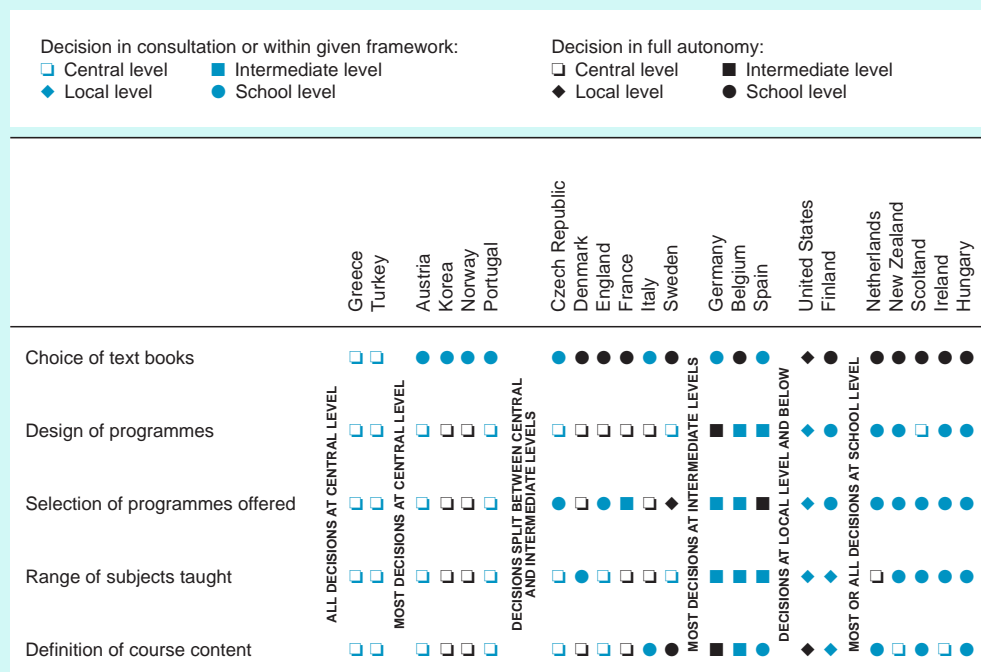 Decision in consultation or within given framework:
Central level
Intermediate level
Local level
School level
Decision in full autonomy:
Central level
Intermediate level
Local level
School level
Greece
Turkey
Austria
Korea
Norway
Portugal
Czech Republic
Denmark
England
France
Italy
Sweden
Germany
Belgium
Spain
United States
Finland
Netherlands
New Zealand
Scoltand
Ireland
Hungary
Choice of text books
Design of programmes
Selection of programmes offered
Range of subjects taught
Definition of course content
ALL DECISIONS AT CENTRAL LEVEL
MOST DECISIONS AT CENTRAL LEVEL
DECISIONS SPLIT BETWEEN CENTRAL
AND INTERMEDIATE LEVELS
MOST DECISIONS AT INTERMEDIATE LEVELS
DECISIONS AT LOCAL LEVEL AND BELOW
MOST OR ALL DECISIONS AT SCHOOL LEVEL